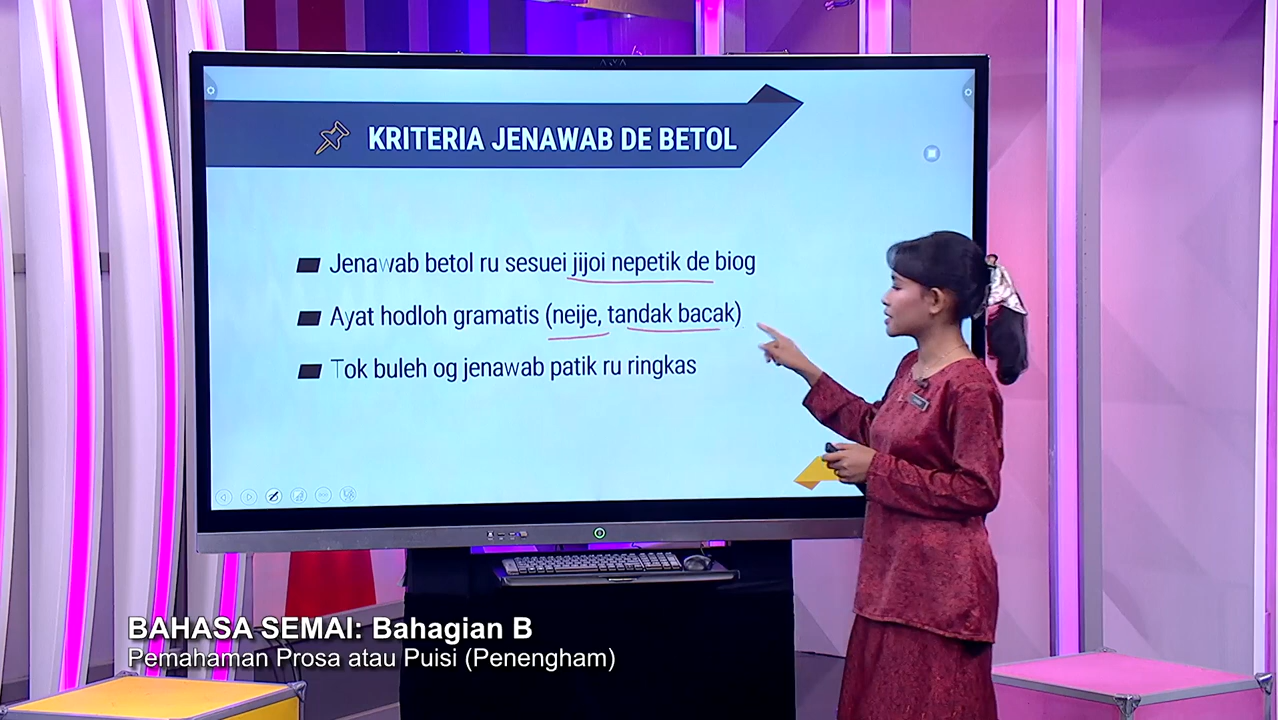 KRITERIA JENAWAB DE BETOL
Jenawab betol ru sesuei jijoi nepetik de biog
Ayat hodloh gramatis (neije, tandak bacak)
Tok buleh og jenawab patik ru ringkas
BAHASA SEMAI: Bahagian B
Pemahaman Prosa atau Puisi (Penengham)